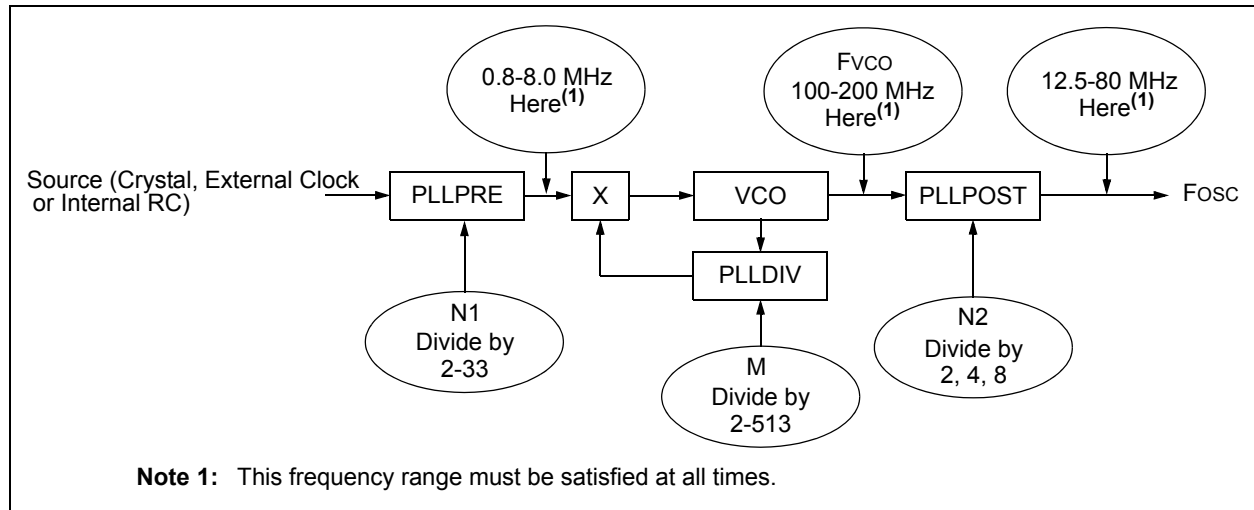 0.8-8.0 MHz
Here(1)
FVCO
100-200 MHz
Here(1)
12.5-80 MHz
Here(1)
Source (Crystal, External Clock
or Internal RC)
PLLPRE
X
VCO
PLLPOST
FOSC
PLLDIV
N1
Divide by
2-33
M
Divide by
2-513
N2
Divide by
2, 4, 8
Note 1: This frequency range must be satisfied at all times.